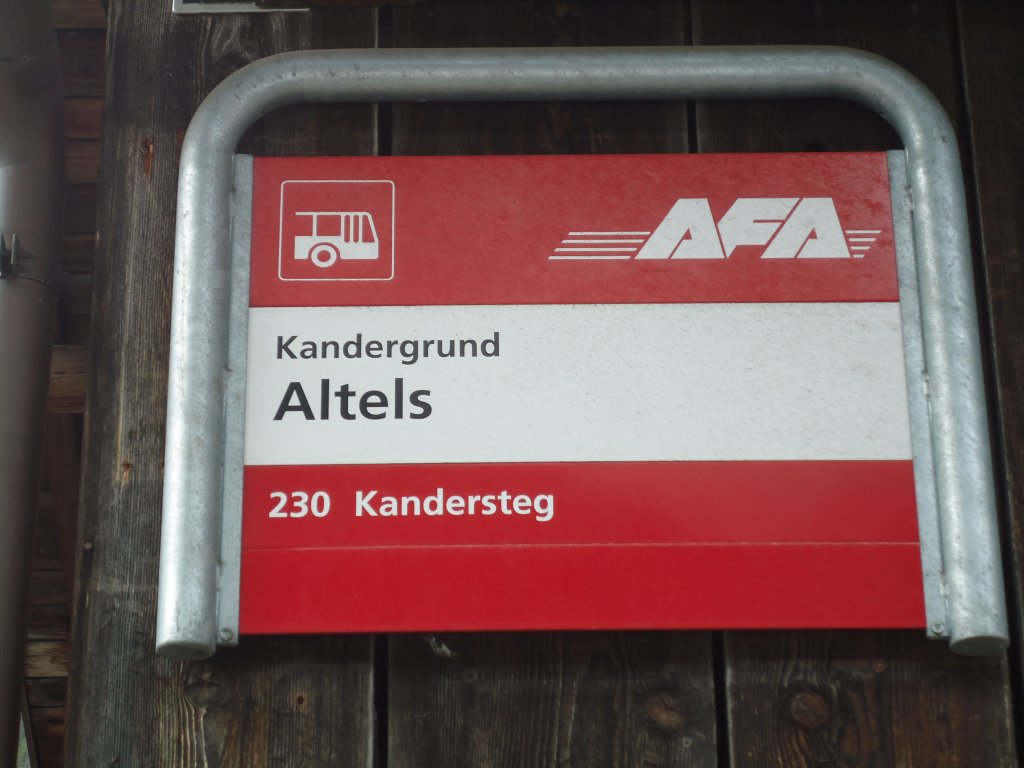 AFA
Kandergrund
Altels
230 Kandersteg